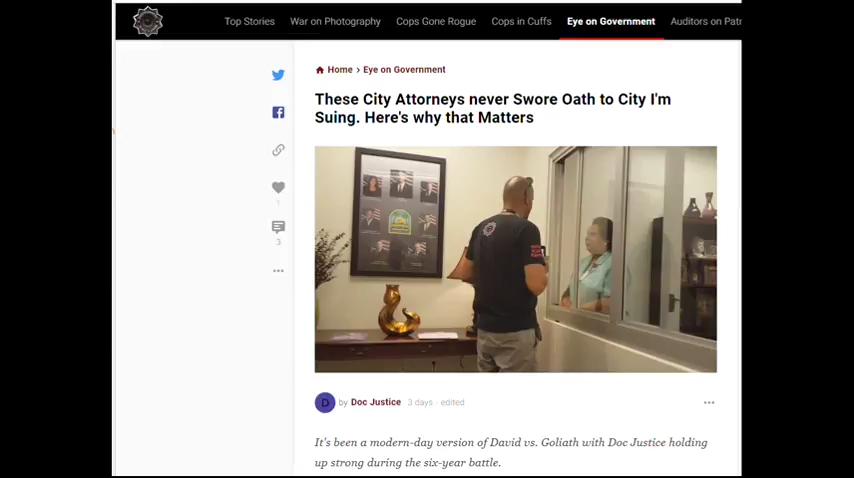 Top Stories War on Photography Cops Gone Rogue Cops in Cuffs Eye on Government Auditors on Patr
Home › Eye on Government
These City Attorneys never Swore Oath to City I'm
Suing. Here's why that Matters
1
3
D by Doc Justice 3 days · edited
It's been a modern-day version of David vs. Goliath with Doc Justice holding
up strong during the six-year battle.